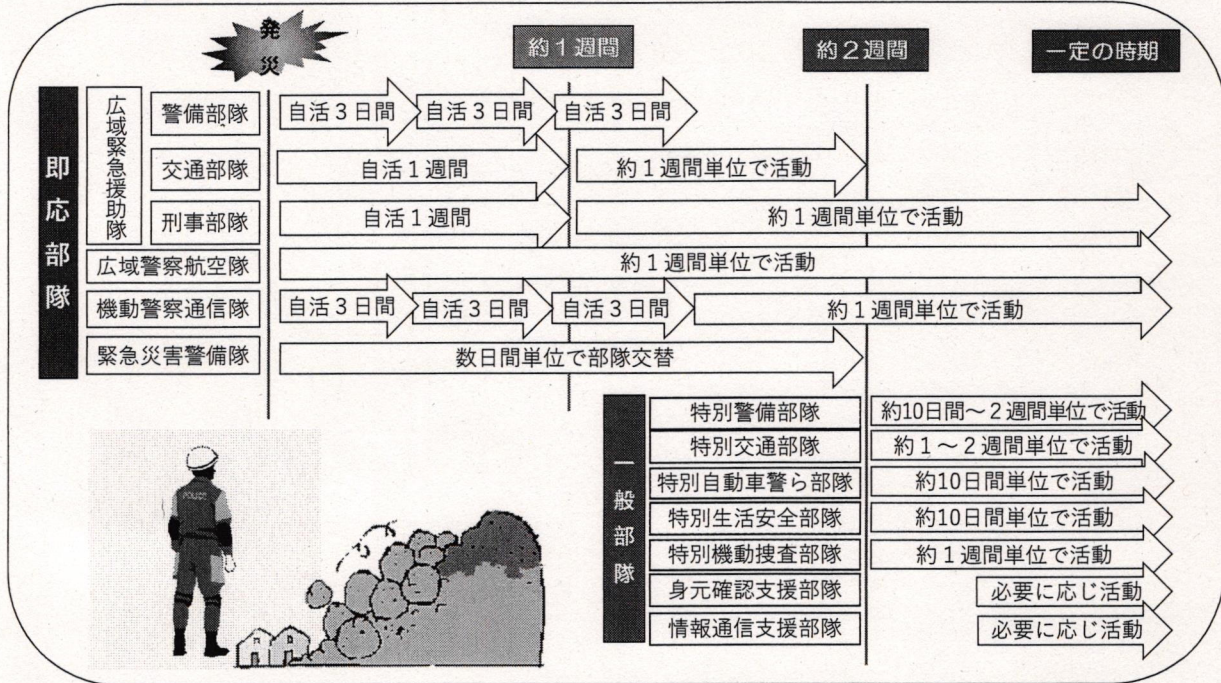 発災
約1週間
約2週間
一定の時期
即応部隊
広域緊急援助隊
警備部隊
自活3日間
自活3日間
自活3日間
交通部隊
自活1週間
約1週間単位で活動
刑事部隊
自活1週間
約1週間単位で活動
広域警察航空隊
約1週間単位で活動
機動警察通信隊
自活3日間
自活3日間
自活3日間
約1週間単位で活動
緊急災害警備隊
数日間単位で部隊交替
一般部隊
特別警備部隊
約10日間~2週間単位で活動
特別交通部隊
約1~2週間単位で活動
特別自動車警ら部隊
約10日間単位で活動
特別生活安全部隊
約10日間単位で活動
特別機動捜査部隊
約1週間単位で活動
身元確認支援部隊
必要に応じ活動
情報通信支援部隊
必要に応じ活動
POLICE